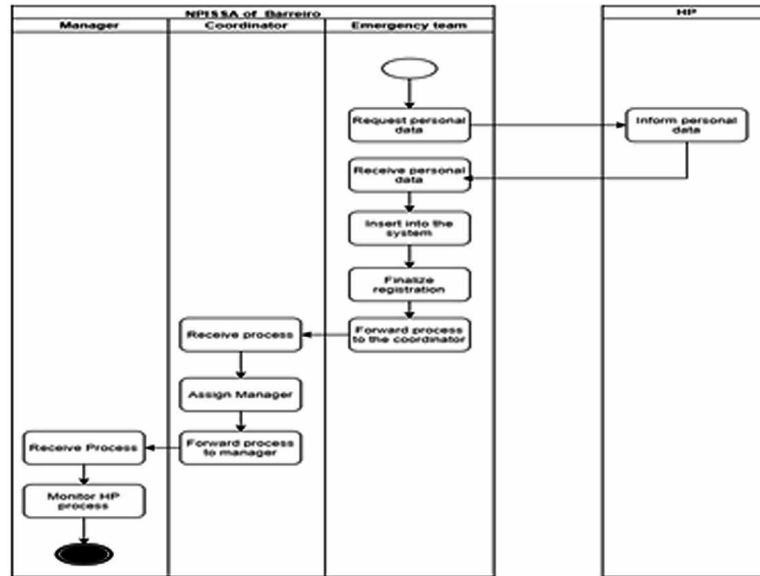 NPISSA of Barreiro
HP
Manager
Coordinator
Emergency team
Request personal
data
Inform personal
data
Receive personal
data
Insert into the
system
Finalize
registration
Forward process
to the coordinator
Receive process
Assign Manager
Forward process
to manager
Receive Process
Monitor HP
process